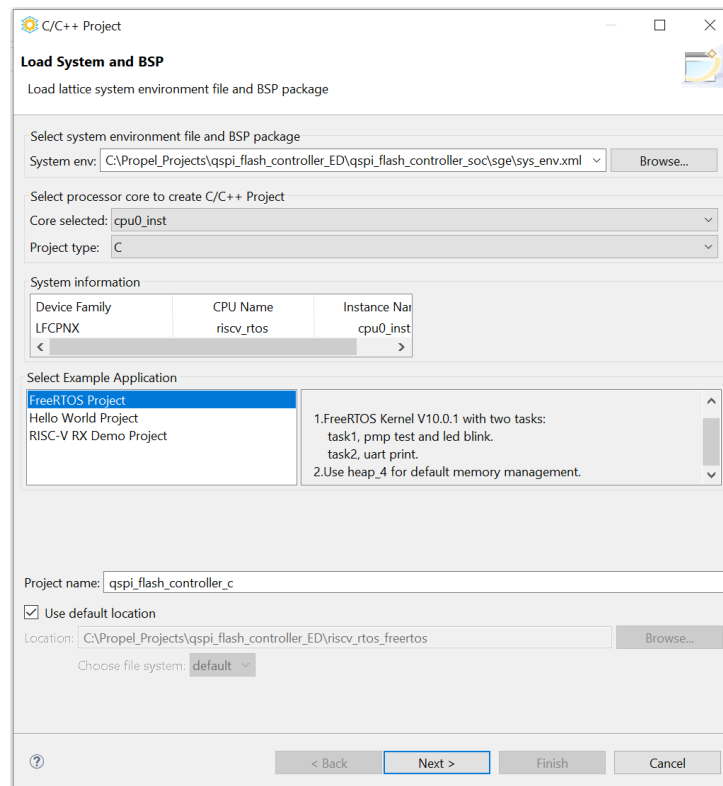 C/C++ Project
Load System and BSP
Load lattice system environment file and BSP package
Select system environment file and BSP package
System env: C:\Propel_Projects\qspi_flash_controller_ED\qspi_flash_controller_soc\sge\sys_env.xml Browse...
Select processor core to create C/C++ Project
Core selected: cpu0_inst
Project type: C
System information
Device Family CPU Name Instance Nar
LFCPNX riscv_rtos cpu0_inst
Select Example Application
FreeRTOS Project
Hello World Project
RISC-V RX Demo Project
1.FreeRTOS Kernel V10.0.1 with two tasks:
task1, pmp test and led blink.
task2, uart print.
2.Use heap_4 for default memory management.
Project name: qspi_flash_controller_c
Use default location
Location: C:\Propel_Projects\qspi_flash_controller_ED\riscv_rtos_freertos Browse...
Choose file system: default
? < Back Next > Finish Cancel